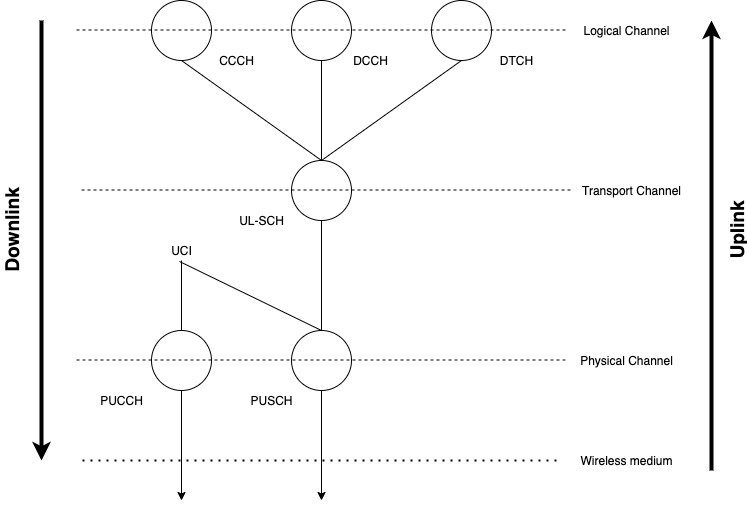 Logical Channel
CCCH
DCCH
DTCH
Transport Channel
UL-SCH
Downlink
Uplink
UCI
Physical Channel
PUCCH
PUSCH
Wireless medium